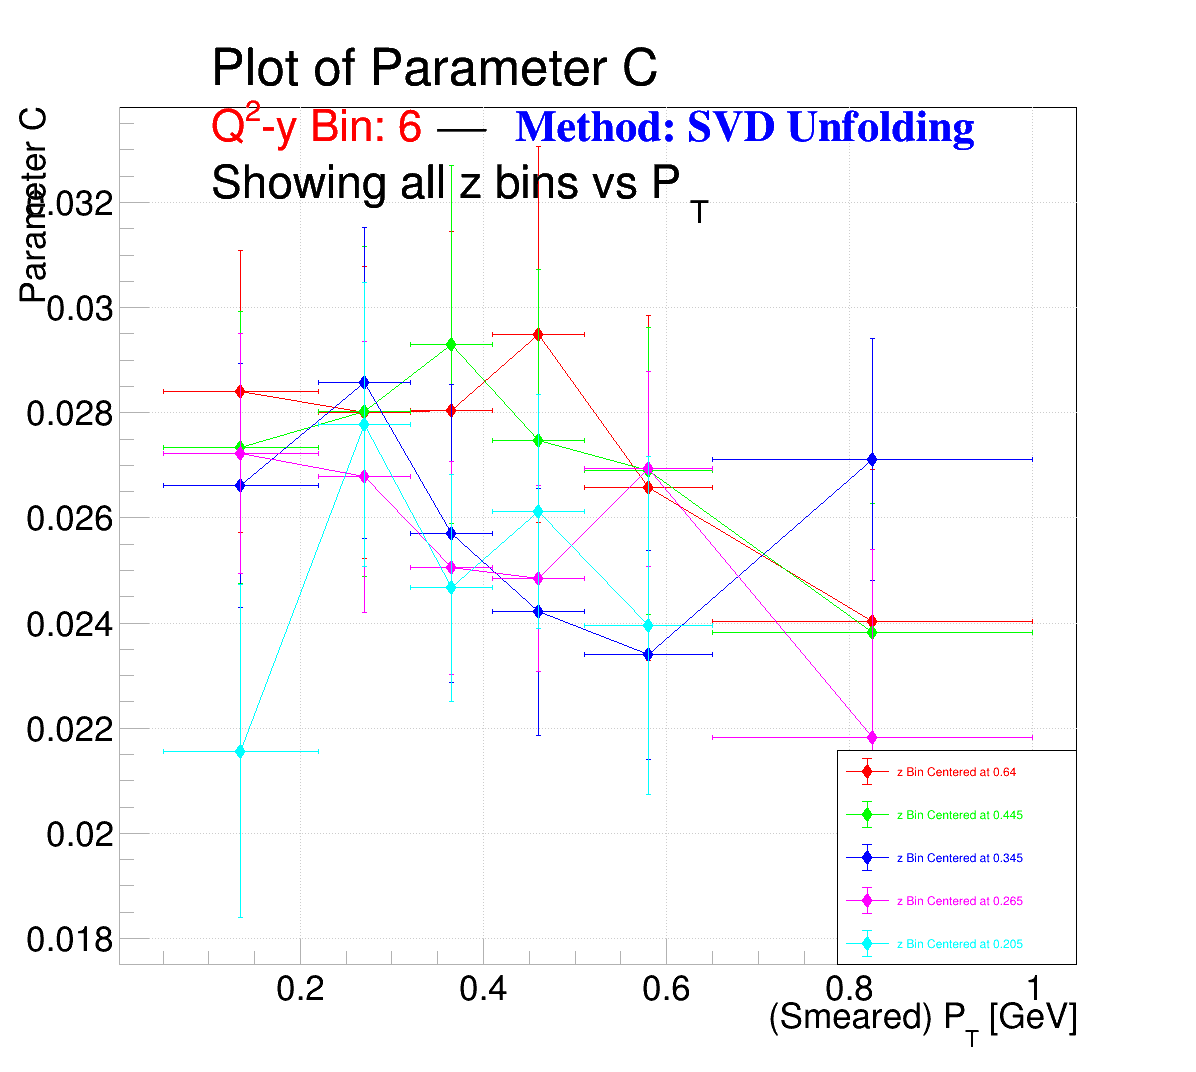 Plot of Parameter C
Q²-y Bin: 6 — Method: SVD Unfolding
Showing all z bins vs P_T
Parameter C
0.032
0.03
0.028
0.026
0.024
0.022
0.02
0.018
z Bin Centered at 0.64
z Bin Centered at 0.445
z Bin Centered at 0.345
z Bin Centered at 0.265
z Bin Centered at 0.205
0.2 0.4 0.6 0.8 1
(Smeared) P_T [GeV]